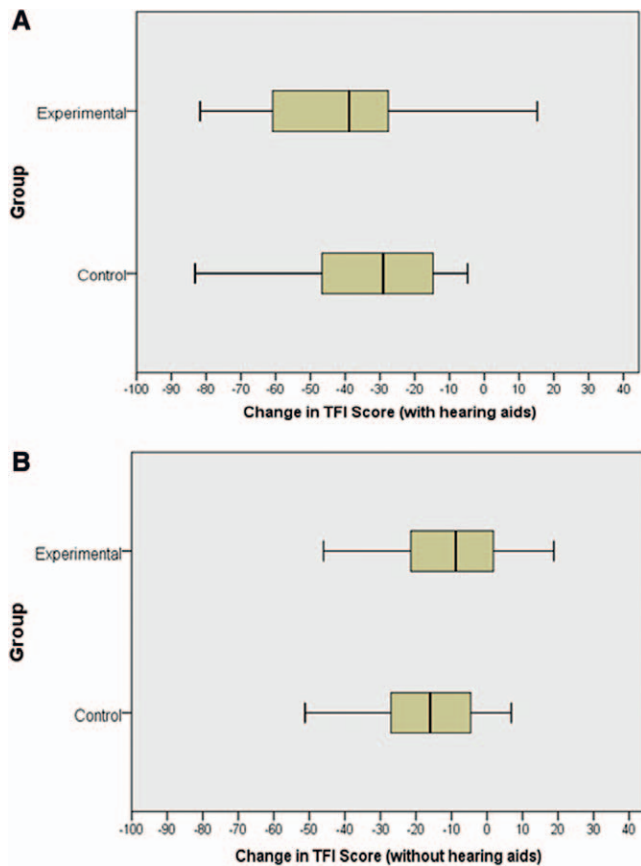 A
Experimental
Group
Control
-100 -90 -80 -70 -60 -50 -40 -30 -20 -10 0 10 20 30 40
Change in TFI Score (with hearing aids)
B
Experimental
Group
Control
-100 -90 -80 -70 -60 -50 -40 -30 -20 -10 0 10 20 30 40
Change in TFI Score (without hearing aids)